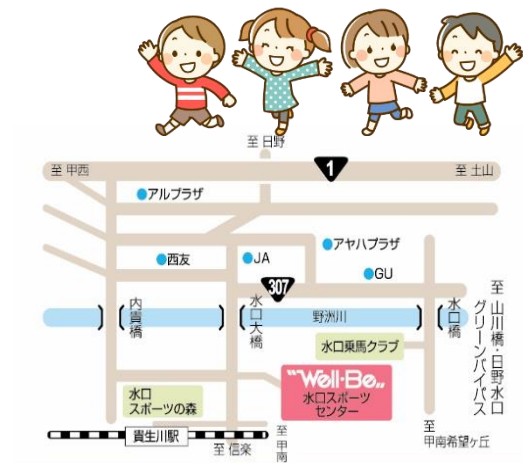 至 日野
至 甲西
1
至 土山
アルプラザ
アヤハプラザ
西友
JA
GU
307
至 山川橋・日野水口
グリーンバイパス
内貴橋
水口大橋
野洲川
水口橋
水口乗馬クラブ
"Well・Be„
水口スポーツ
センター
水口
スポーツの森
貴生川駅
至 信楽
至 甲南
至
甲南希望ヶ丘